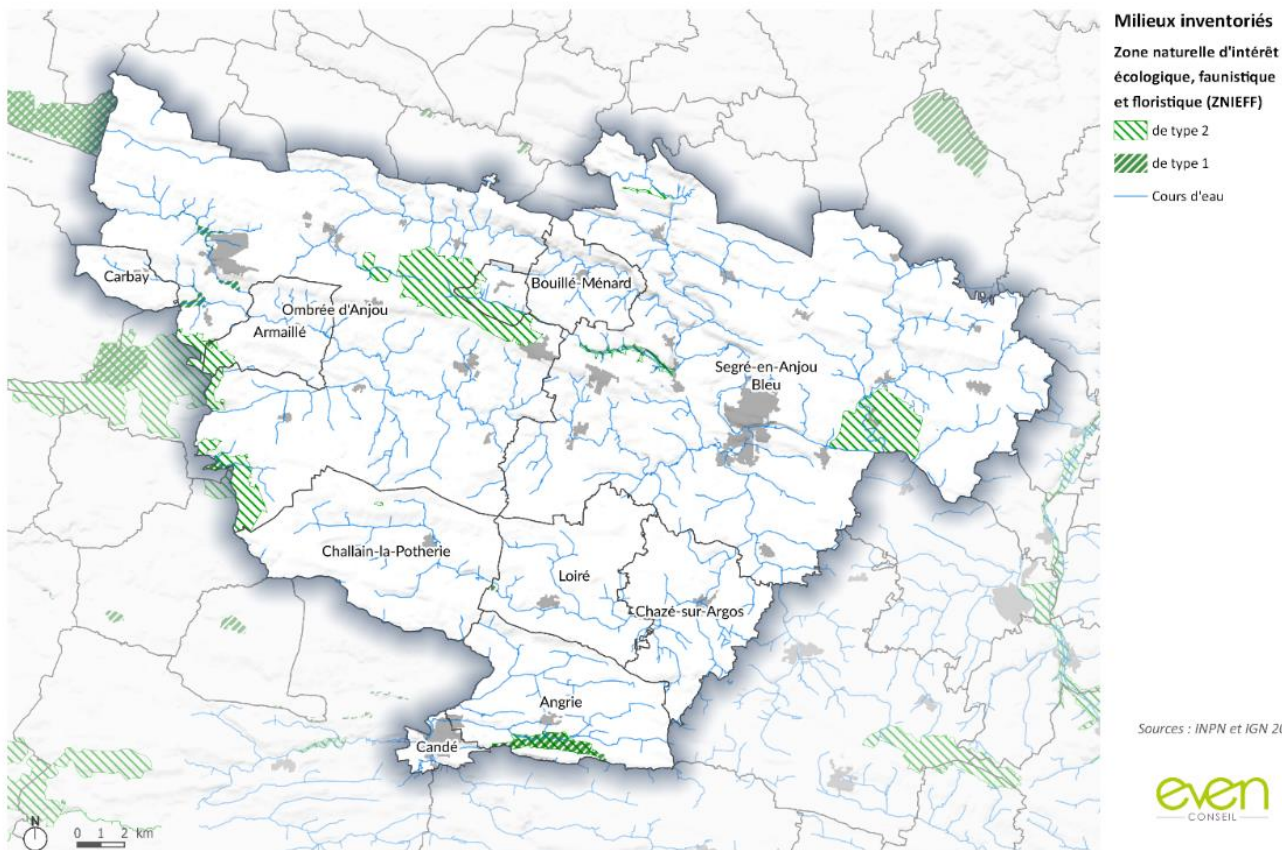 Milieux inventoriés
Zone naturelle d'intérêt
écologique, faunistique
et floristique (ZNIEFF)
de type 2
de type 1
Cours d'eau
Carbay
Bouillé-Ménard
Ombrée d'Anjou
Armaillé
Segré-en-Anjou
Bleu
Challain-la-Potherie
Loiré
Chazé-sur-Argos
Angrie
Candé
Sources : INPN et IGN
N
0 1 2 km
even
CONSEIL